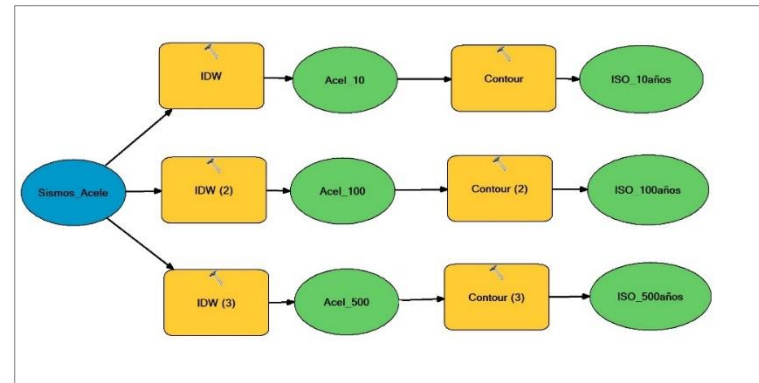 IDW
Acel_10
Contour
ISO_10años
Sismos_Acele
IDW (2)
Acel_100
Contour (2)
ISO_100años
IDW (3)
Acel_500
Contour (3)
ISO_500años